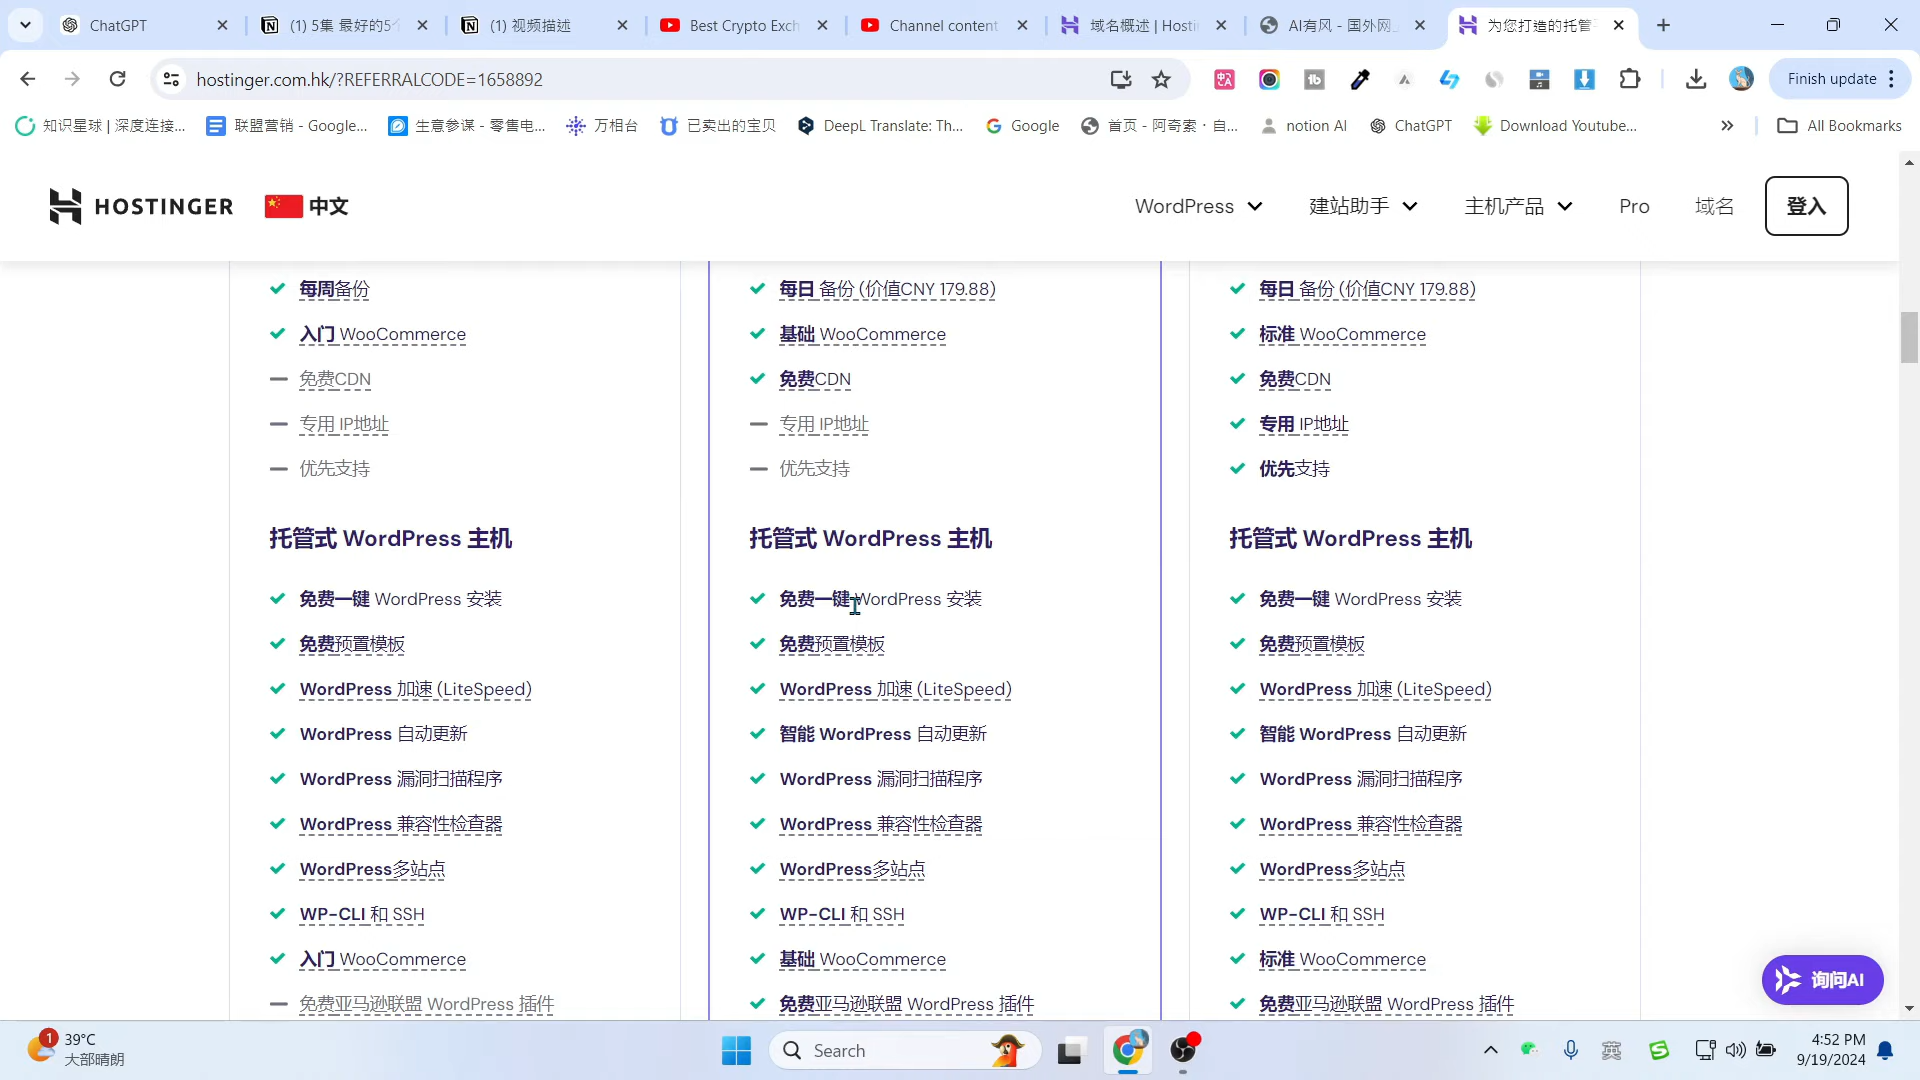 ChatGPT
(1) 5集 最好的5个
(1) 视频描述
Best Crypto Exch
Channel content
域名概述 | Hosti
AI有风 - 国外网
为您打造的托管
hostinger.com.hk/?REFERRALCODE=1658892
Finish update
知识星球 | 深度连接...
联盟营销 - Google...
生意参谋 - 零售电...
万相台
已卖出的宝贝
DeepL Translate: Th...
Google
首页 - 阿奇索 · 自...
notion AI
ChatGPT
Download Youtube...
All Bookmarks
HOSTINGER
中文
WordPress
建站助手
主机产品
Pro
域名
登入
每周备份
每日 备份 (价值CNY 179.88)
每日 备份 (价值CNY 179.88)
入门 WooCommerce
基础 WooCommerce
标准 WooCommerce
免费CDN
免费CDN
免费CDN
专用 IP地址
专用 IP地址
专用 IP地址
优先支持
优先支持
优先支持
托管式 WordPress 主机
托管式 WordPress 主机
托管式 WordPress 主机
免费一键 WordPress 安装
免费一键 WordPress 安装
免费一键 WordPress 安装
免费预置模板
免费预置模板
免费预置模板
WordPress 加速 (LiteSpeed)
WordPress 加速 (LiteSpeed)
WordPress 加速 (LiteSpeed)
WordPress 自动更新
智能 WordPress 自动更新
智能 WordPress 自动更新
WordPress 漏洞扫描程序
WordPress 漏洞扫描程序
WordPress 漏洞扫描程序
WordPress 兼容性检查器
WordPress 兼容性检查器
WordPress 兼容性检查器
WordPress多站点
WordPress多站点
WordPress多站点
WP-CLI 和 SSH
WP-CLI 和 SSH
WP-CLI 和 SSH
入门 WooCommerce
基础 WooCommerce
标准 WooCommerce
询问AI
免费亚马逊联盟 WordPress 插件
免费亚马逊联盟 WordPress 插件
免费亚马逊联盟 WordPress 插件
1
39°C
大部晴朗
Search
英
4:52 PM
9/19/2024